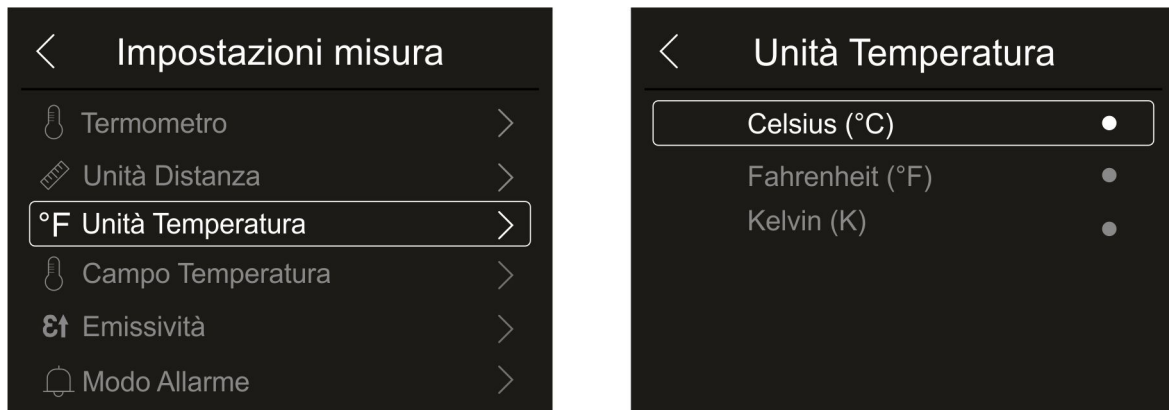 Impostazioni misura
Termometro
Unità Distanza
°F Unità Temperatura
Campo Temperatura
Ɛ↑ Emissività
Modo Allarme
Unità Temperatura
Celsius (°C)
Fahrenheit (°F)
Kelvin (K)